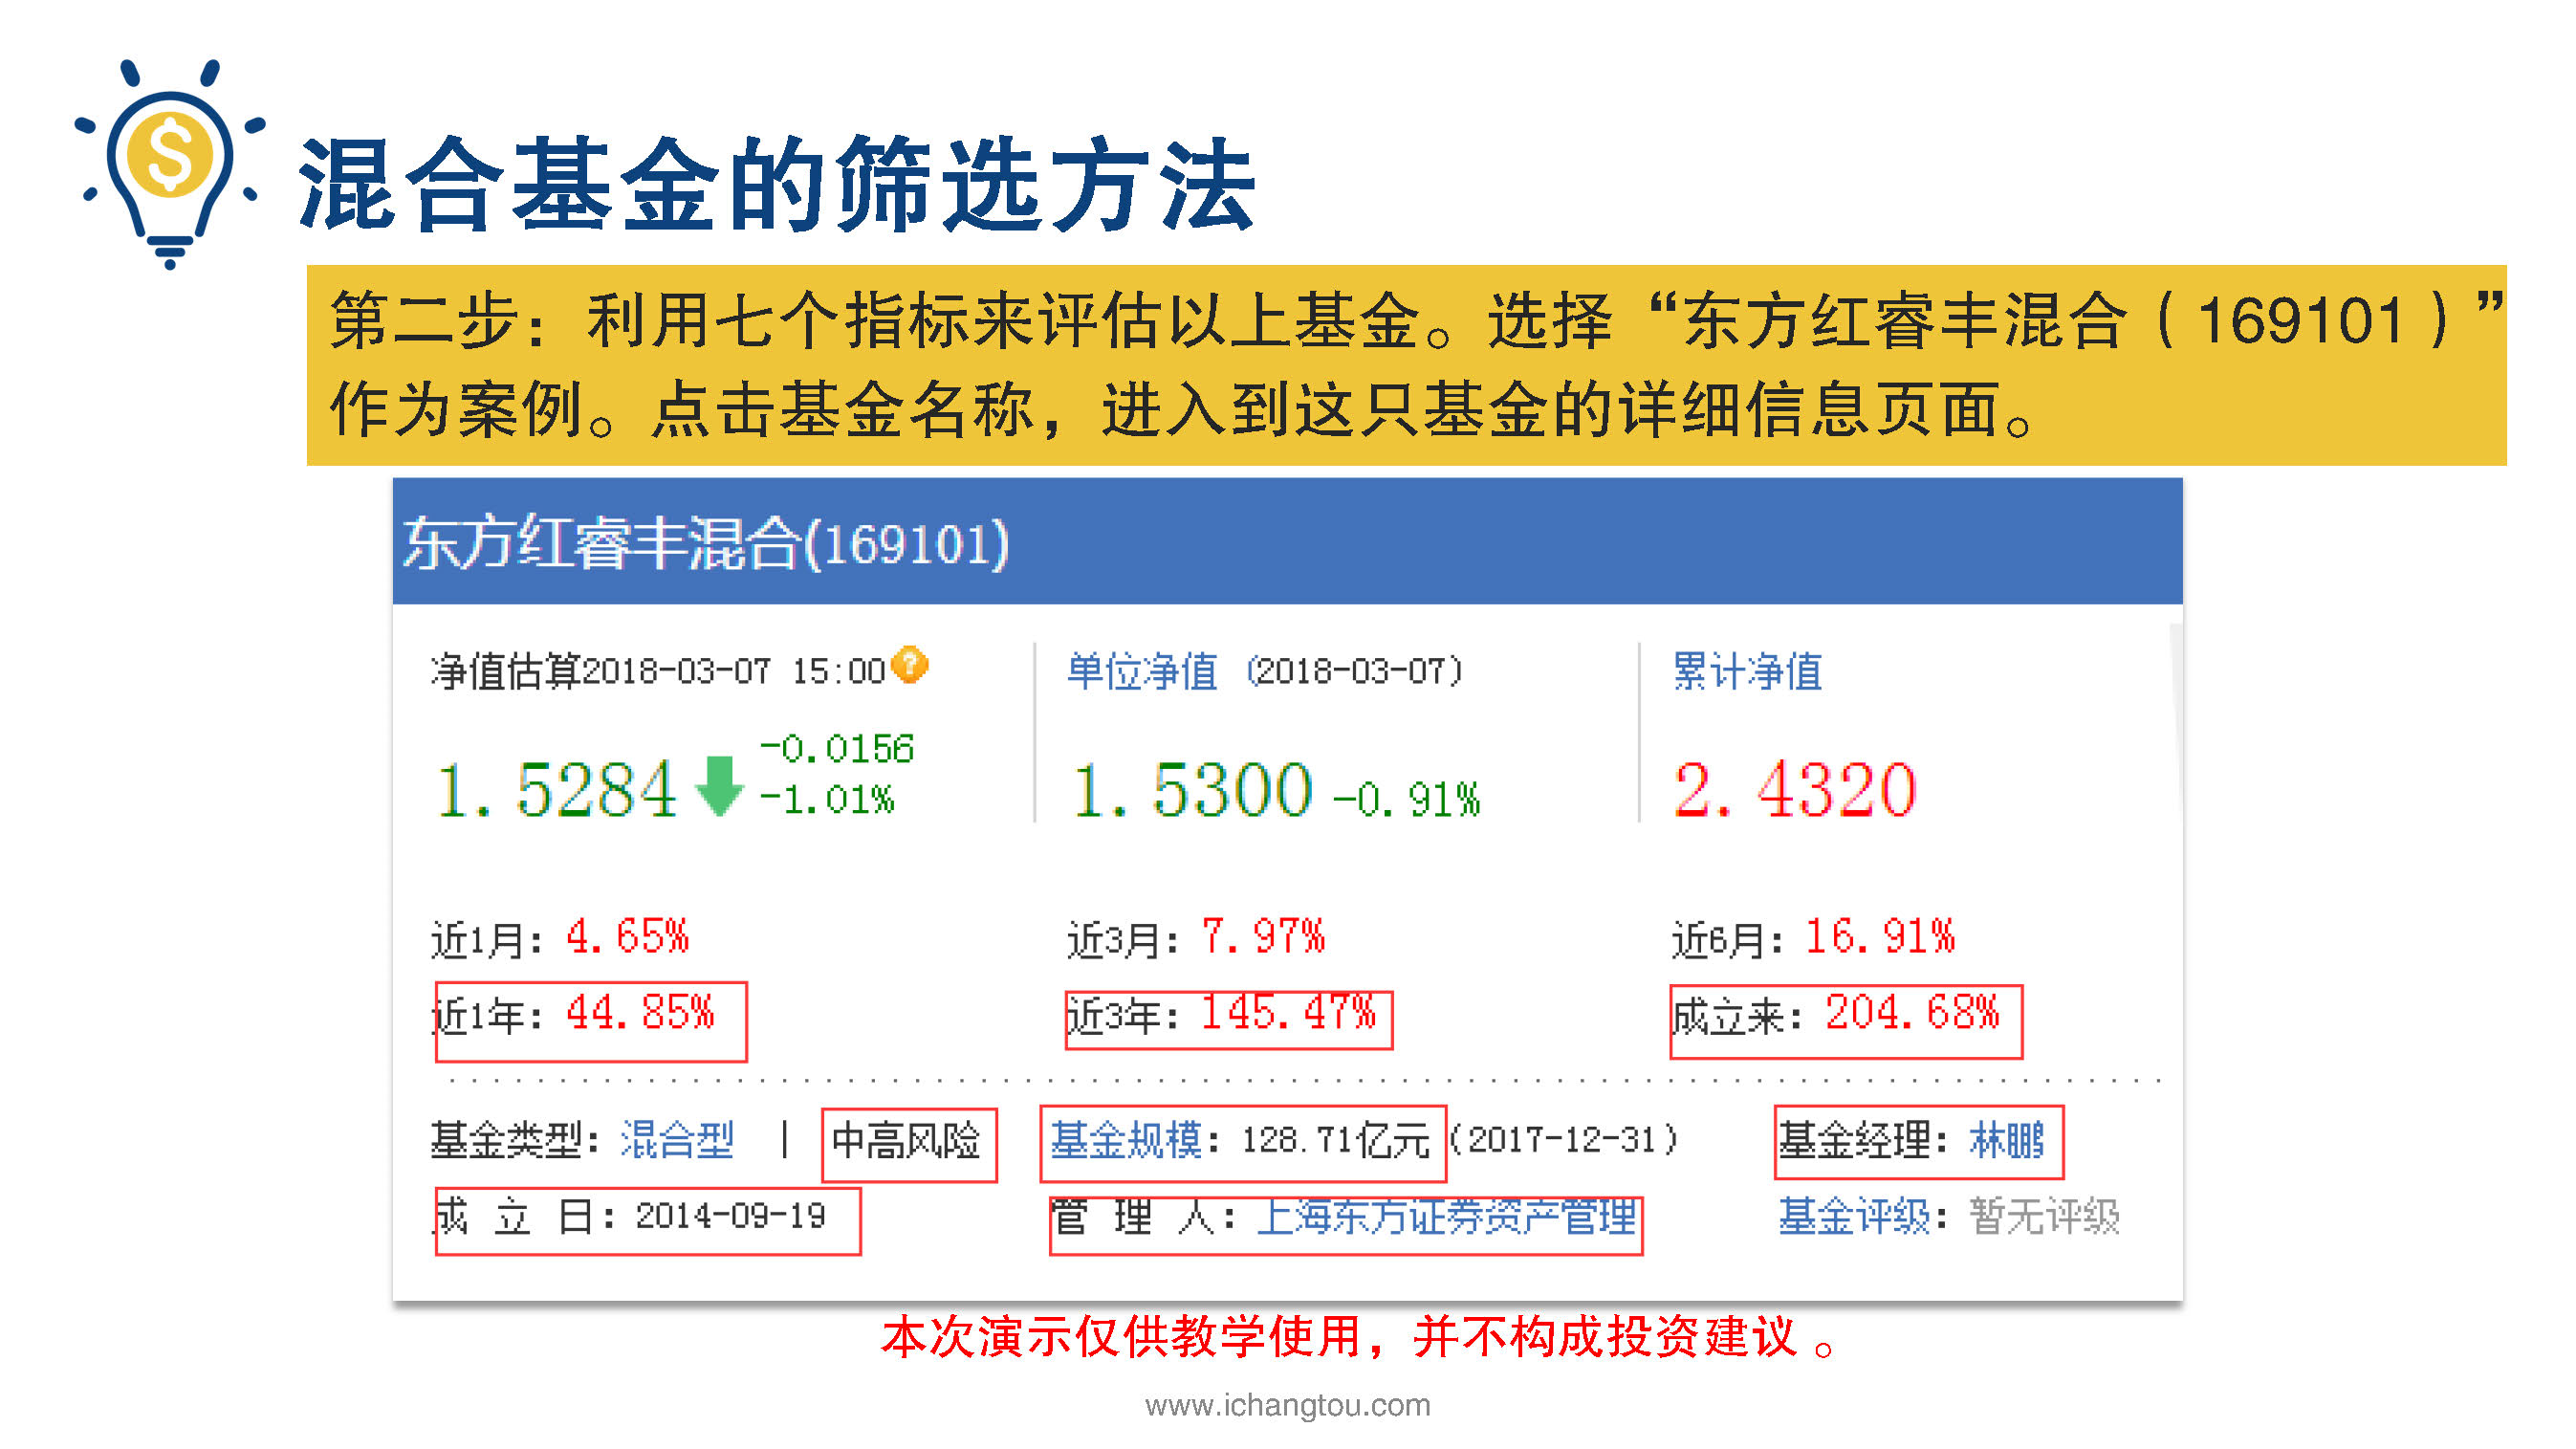 混合基金的筛选方法
第二步：利用七个指标来评估以上基金。选择“东方红睿丰混合（169101）”
作为案例。点击基金名称，进入到这只基金的详细信息页面。
东方红睿丰混合(169101)
净值估算2018-03-07 15:00 ? 单位净值 (2018-03-07) 累计净值
1.5284 -0.0156 -1.01% 1.5300 -0.91% 2.4320
近1月：4.65% 近3月：7.97% 近6月：16.91%
近1年：44.85% 近3年：145.47% 成立来：204.68%
基金类型：混合型 | 中高风险 基金规模：128.71亿元（2017-12-31） 基金经理：林鹏
成 立 日：2014-09-19 管 理 人：上海东方证券资产管理 基金评级：暂无评级
本次演示仅供教学使用，并不构成投资建议 。
www.ichangtou.com